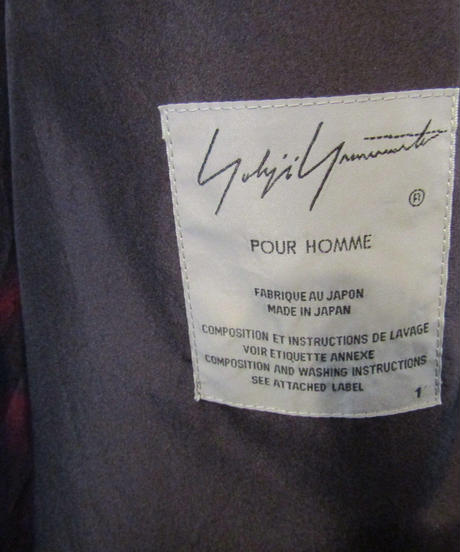 Yohji Yamamoto
®
POUR HOMME
FABRIQUE AU JAPON
MADE IN JAPAN
COMPOSITION ET INSTRUCTIONS DE LAVAGE
VOIR ETIQUETTE ANNEXE
COMPOSITION AND WASHING INSTRUCTIONS
SEE ATTACHED LABEL
1